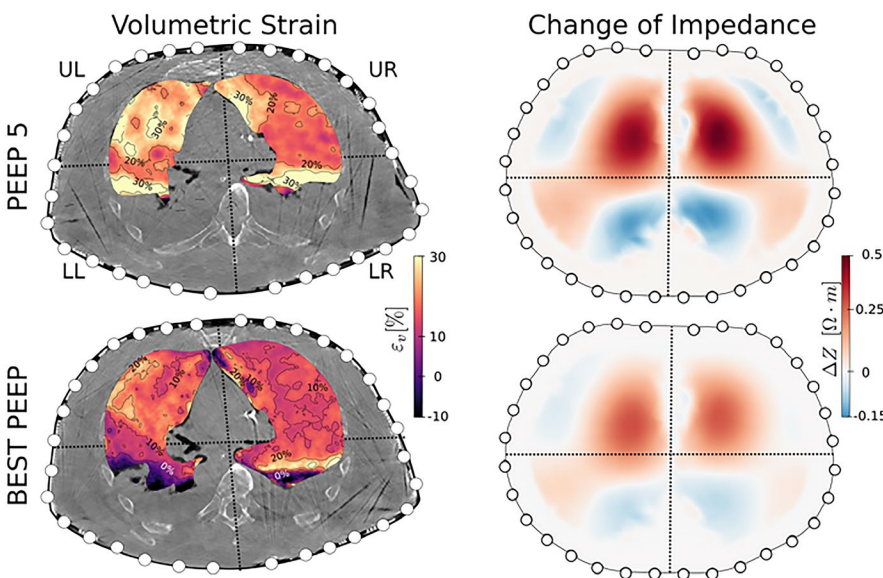 Volumetric Strain
Change of Impedance
PEEP 5
UL
UR
30%
30%
20%
20%
20%
30%
30%
LL
LR
30
10
0
-10
εv [%]
0.5
0.25
0
-0.15
ΔZ [Ω · m]
BEST PEEP
20%
10%
20%
10%
10%
10%
20%
0%
0%